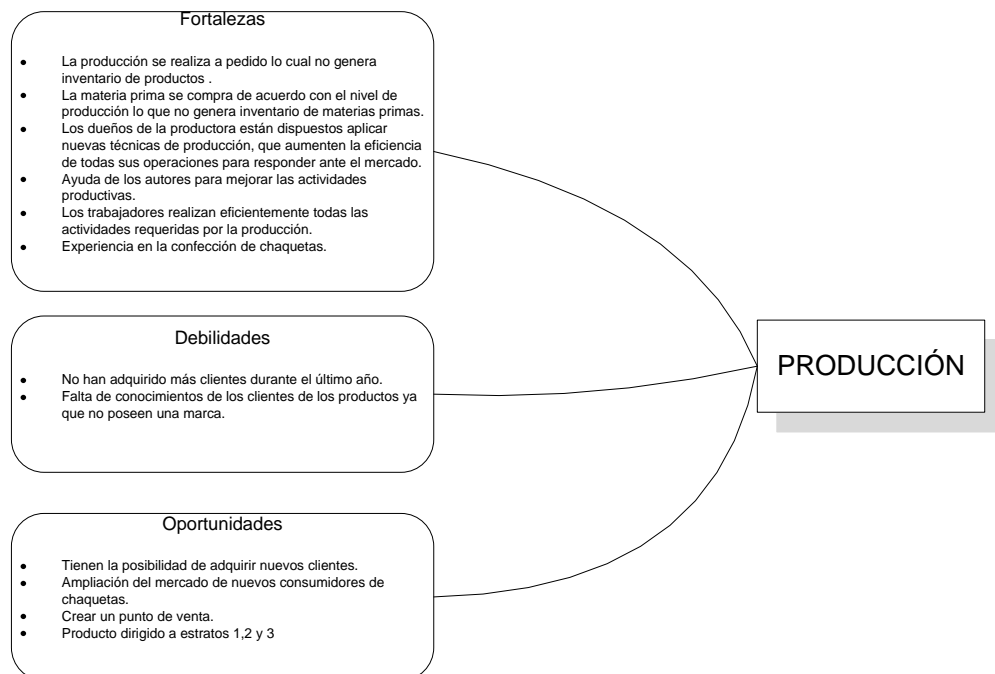 Fortalezas
• La producción se realiza a pedido lo cual no genera
inventario de productos .
• La materia prima se compra de acuerdo con el nivel de
producción lo que no genera inventario de materias primas.
• Los dueños de la productora están dispuestos aplicar
nuevas técnicas de producción, que aumenten la eficiencia
de todas sus operaciones para responder ante el mercado.
• Ayuda de los autores para mejorar las actividades
productivas.
• Los trabajadores realizan eficientemente todas las
actividades requeridas por la producción.
• Experiencia en la confección de chaquetas.
Debilidades
• No han adquirido más clientes durante el último año.
• Falta de conocimientos de los clientes de los productos ya
que no poseen una marca.
Oportunidades
• Tienen la posibilidad de adquirir nuevos clientes.
• Ampliación del mercado de nuevos consumidores de
chaquetas.
• Crear un punto de venta.
• Producto dirigido a estratos 1,2 y 3
PRODUCCIÓN